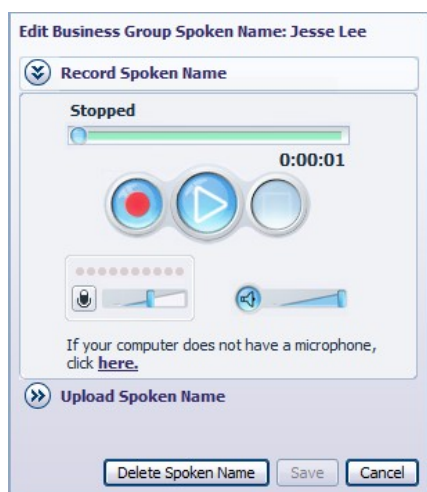 Edit Business Group Spoken Name: Jesse Lee
Record Spoken Name
Stopped
0:00:01
If your computer does not have a microphone,
click here.
Upload Spoken Name
Delete Spoken Name Save Cancel